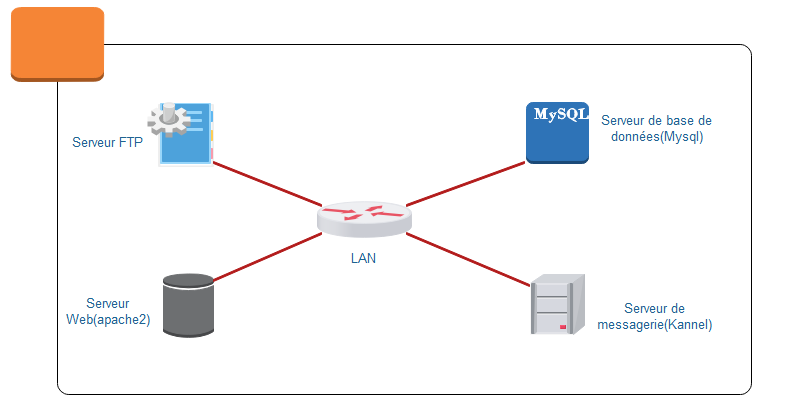 MySQL
Serveur de base de
données(Mysql)
Serveur FTP
LAN
Serveur
Web(apache2)
Serveur de
messagerie(Kannel)